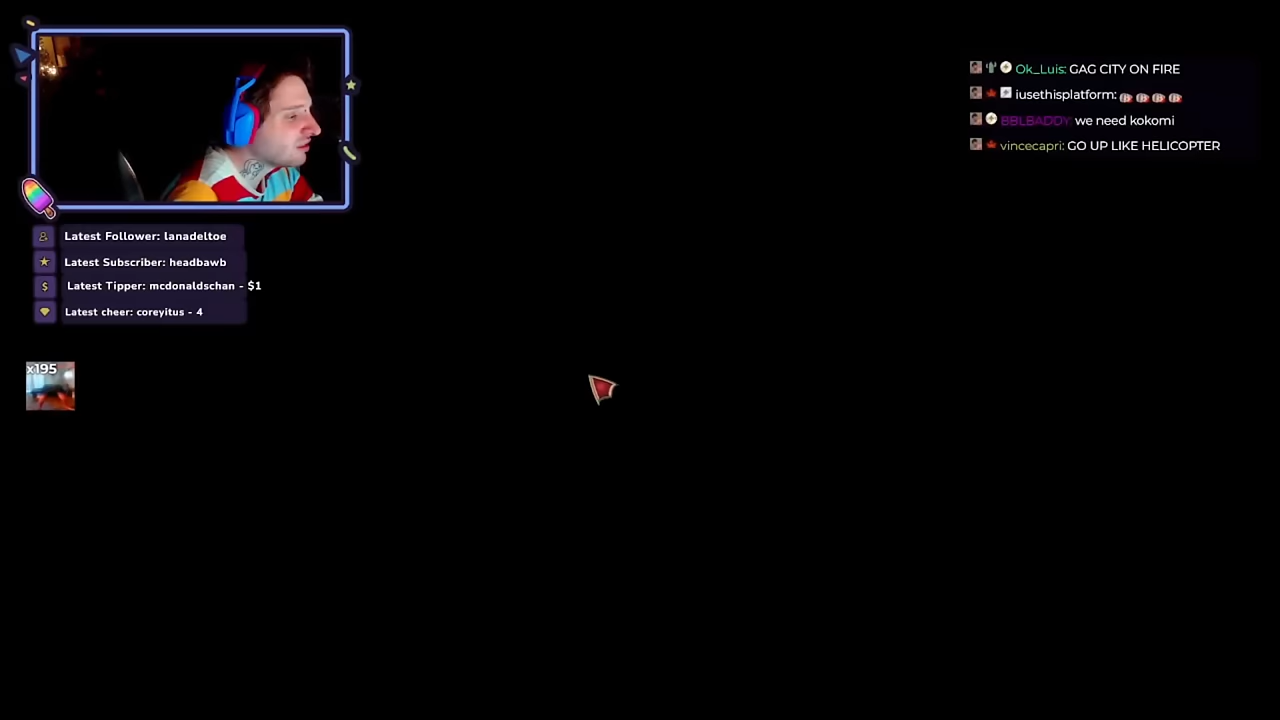 Ok_Luis: GAG CITY ON FIRE
iusethisplatform:
BBLBADDY: we need kokomi
vincecapri: GO UP LIKE HELICOPTER
Latest Follower: lanadeltoe
Latest Subscriber: headbawb
Latest Tipper: mcdonaldschan - $1
Latest cheer: coreyitus - 4
x195